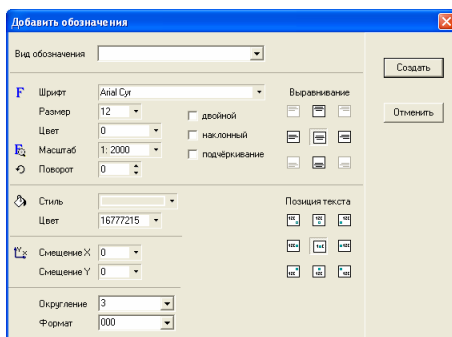 Добавить обозначения
Вид обозначения
Создать
F Шрифт Arial Cyr Выравнивание
Размер 12 двойной Отменить
Цвет 0 наклонный
Масштаб 1: 2000 подчёркивание
Поворот 0
Стиль Позиция текста
Цвет 16777215
Смещение X 0
Смещение Y 0
Округление 3
Формат 000